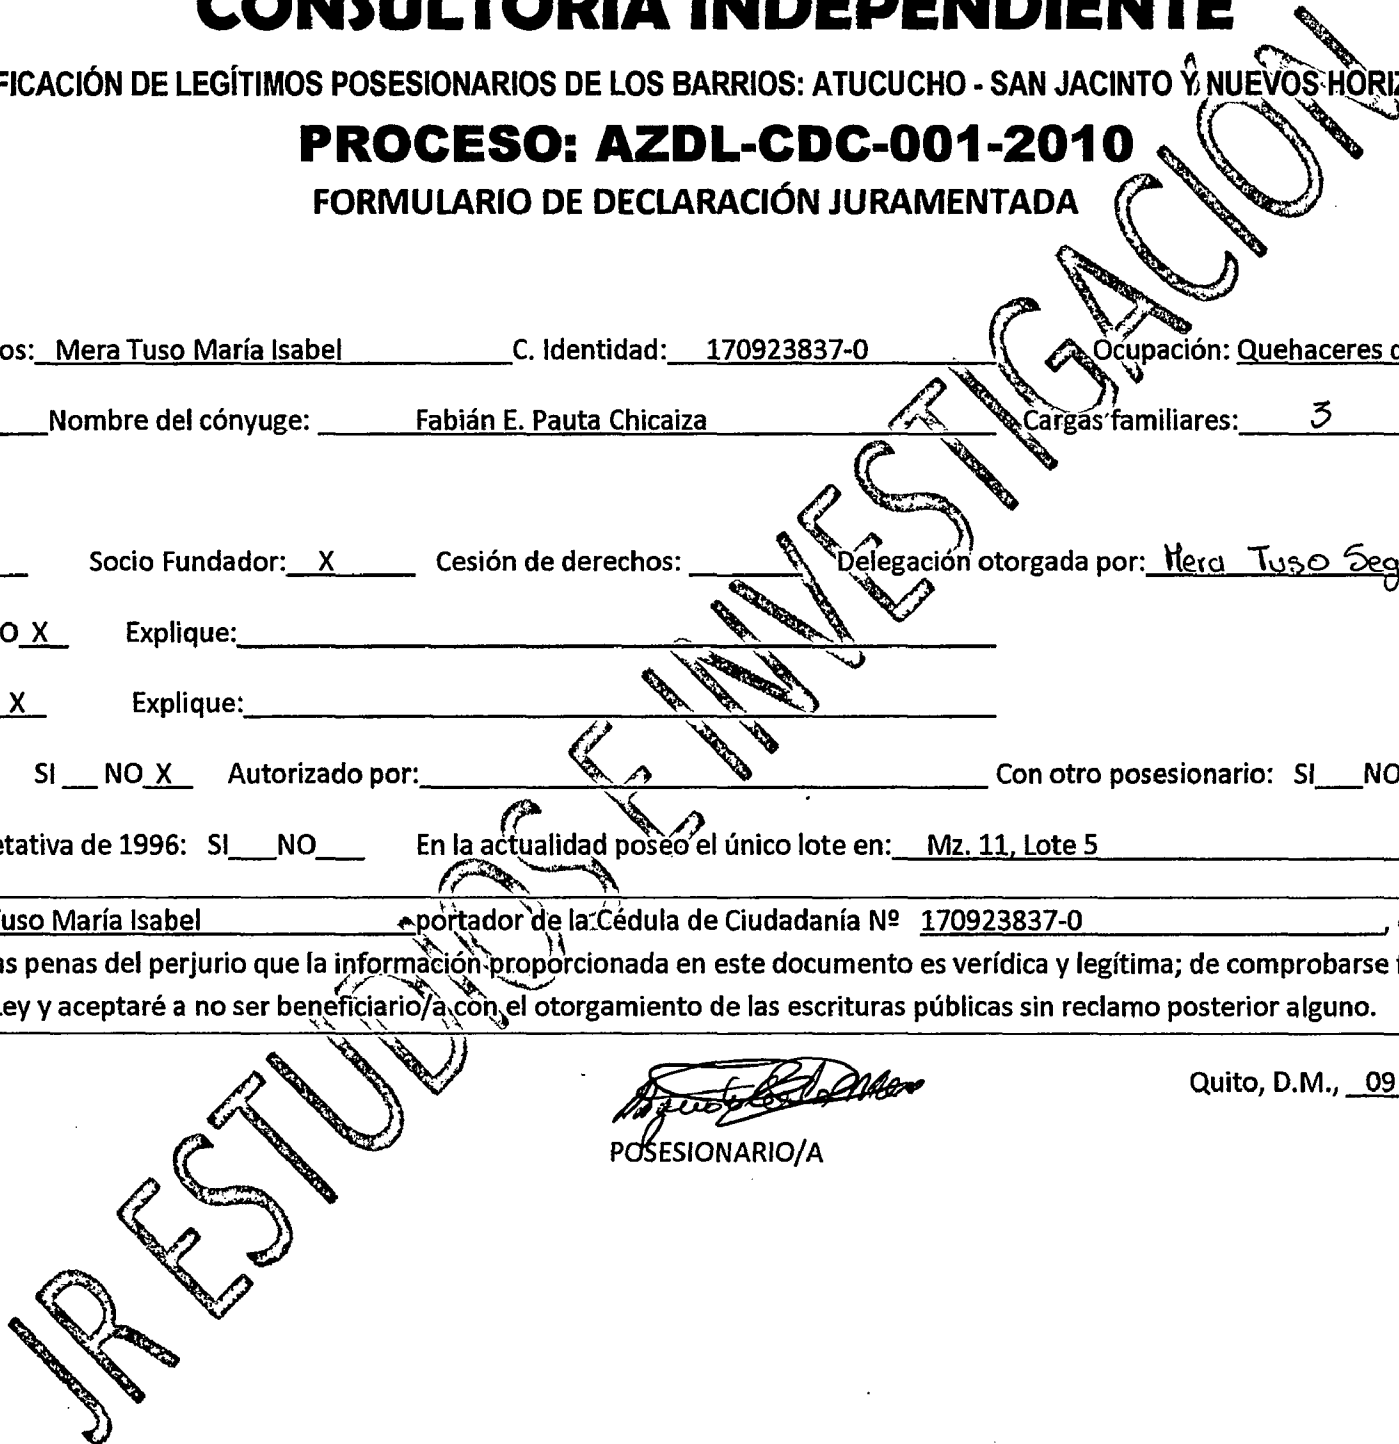 CONSULTORIA INDEPENDIENTE
FICACIÓN DE LEGÍTIMOS POSESIONARIOS DE LOS BARRIOS: ATUCUCHO - SAN JACINTO Y NUEVOS HORIZ
PROCESO: AZDL-CDC-001-2010
FORMULARIO DE DECLARACIÓN JURAMENTADA
os: Mera Tuso María Isabel C. Identidad: 170923837-0 Ocupación: Quehaceres d
Nombre del cónyuge: Fabián E. Pauta Chicaiza Cargas familiares: 3
Socio Fundador: X Cesión de derechos: Delegación otorgada por: Mera Tuso Seg
O X Explique:
X Explique:
SI NO X Autorizado por: Con otro posesionario: SI NO
etativa de 1996: SI NO En la actualidad poseo el único lote en: Mz. 11, Lote 5
uso María Isabel portador de la Cédula de Ciudadanía Nº 170923837-0,
as penas del perjurio que la información proporcionada en este documento es verídica y legítima; de comprobarse
ey y aceptaré a no ser beneficiario/a con el otorgamiento de las escrituras públicas sin reclamo posterior alguno.
Quito, D.M., 09
POSESIONARIO/A
JR ESTUDIOS E INVESTIGACION